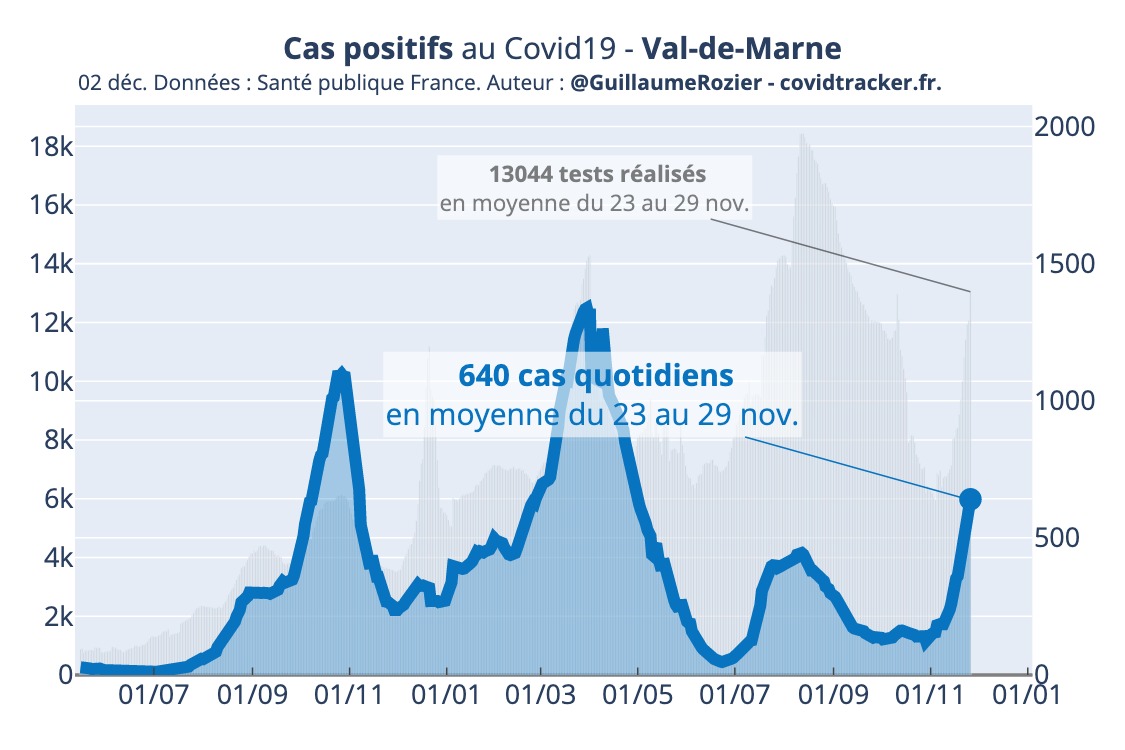 Cas positifs au Covid19 - Val-de-Marne
02 déc. Données : Santé publique France. Auteur : @GuillaumeRozier - covidtracker.fr.
2000
18k
13044 tests réalisés
en moyenne du 23 au 29 nov.
16k
14k
1500
12k
640 cas quotidiens
en moyenne du 23 au 29 nov.
10k
1000
8k
6k
500
4k
2k
0
0
01/07 01/09 01/11 01/01 01/03 01/05 01/07 01/09 01/11 01/01